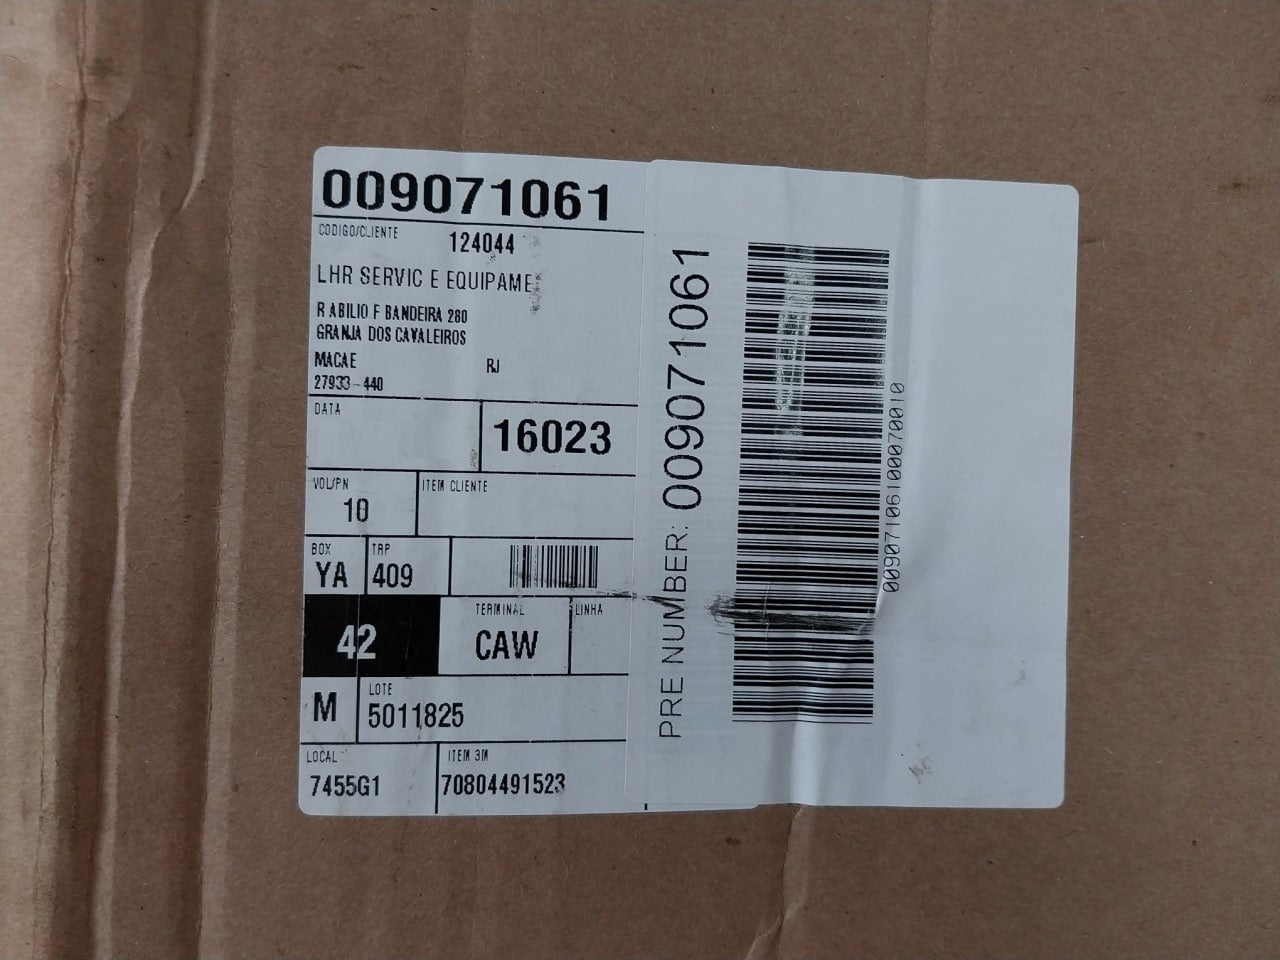 009071061
CODIGO/CLIENTE 124044
LHR SERVIC E EQUIPAME
R ABILIO F BANDEIRA 280
GRANJA DOS CAVALEIROS
MACAE RJ
27933-440
DATA 16023
VOL/PN ITEM CLIENTE
10
BOX TRP
YA 409
42 TERMINAL LINHA
CAW
M LOTE
5011825
LOCAL ITEM 3M
7455G1 70804491523
PRE NUMBER: 009071061
00907106100070010